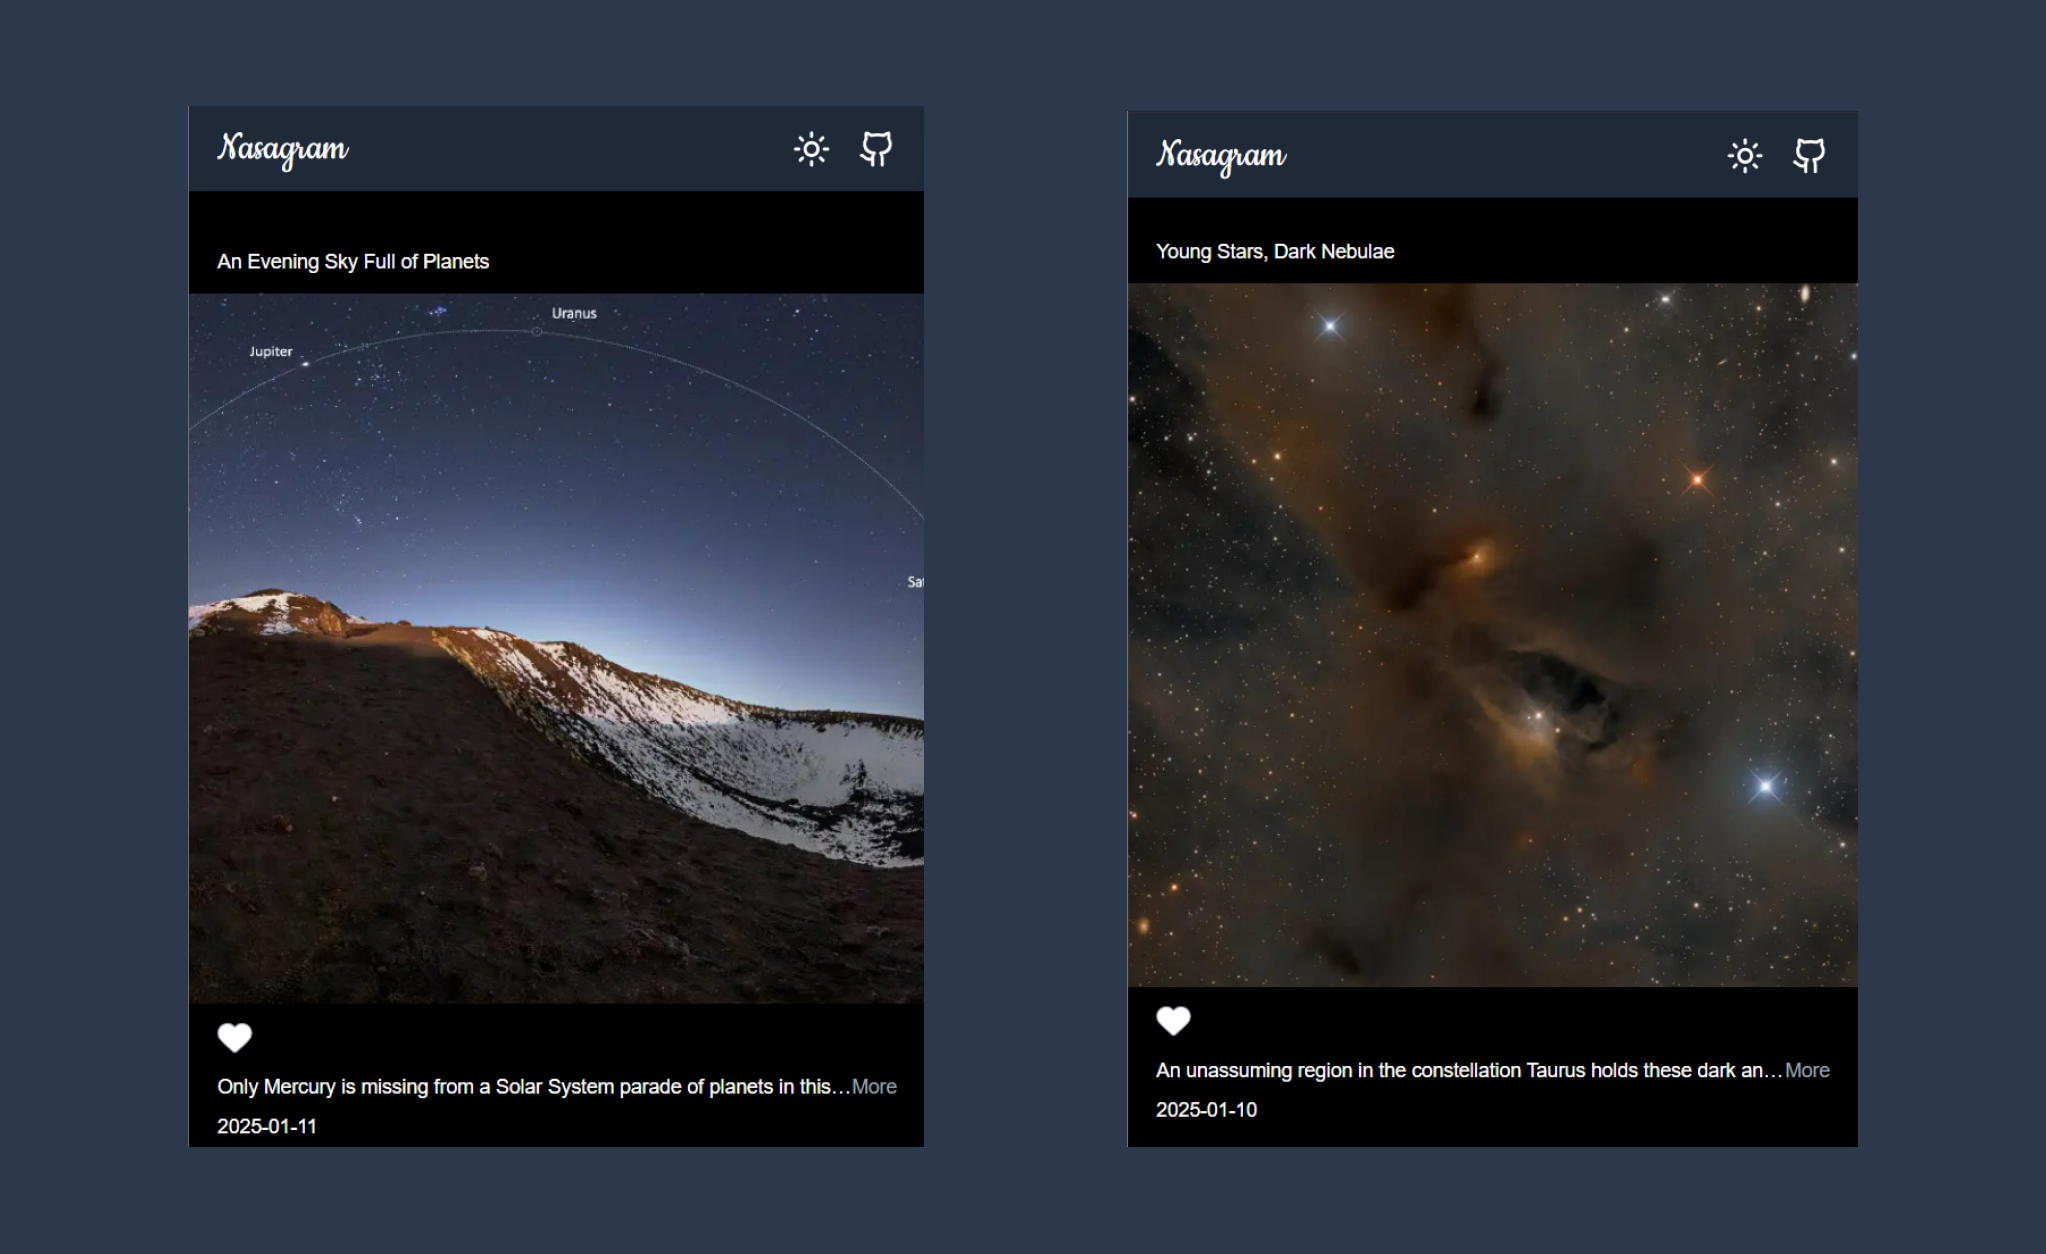 Nasagram
An Evening Sky Full of Planets
Uranus
Jupiter
Sat
Only Mercury is missing from a Solar System parade of planets in this...More
2025-01-11
Nasagram
Young Stars, Dark Nebulae
An unassuming region in the constellation Taurus holds these dark an...More
2025-01-10